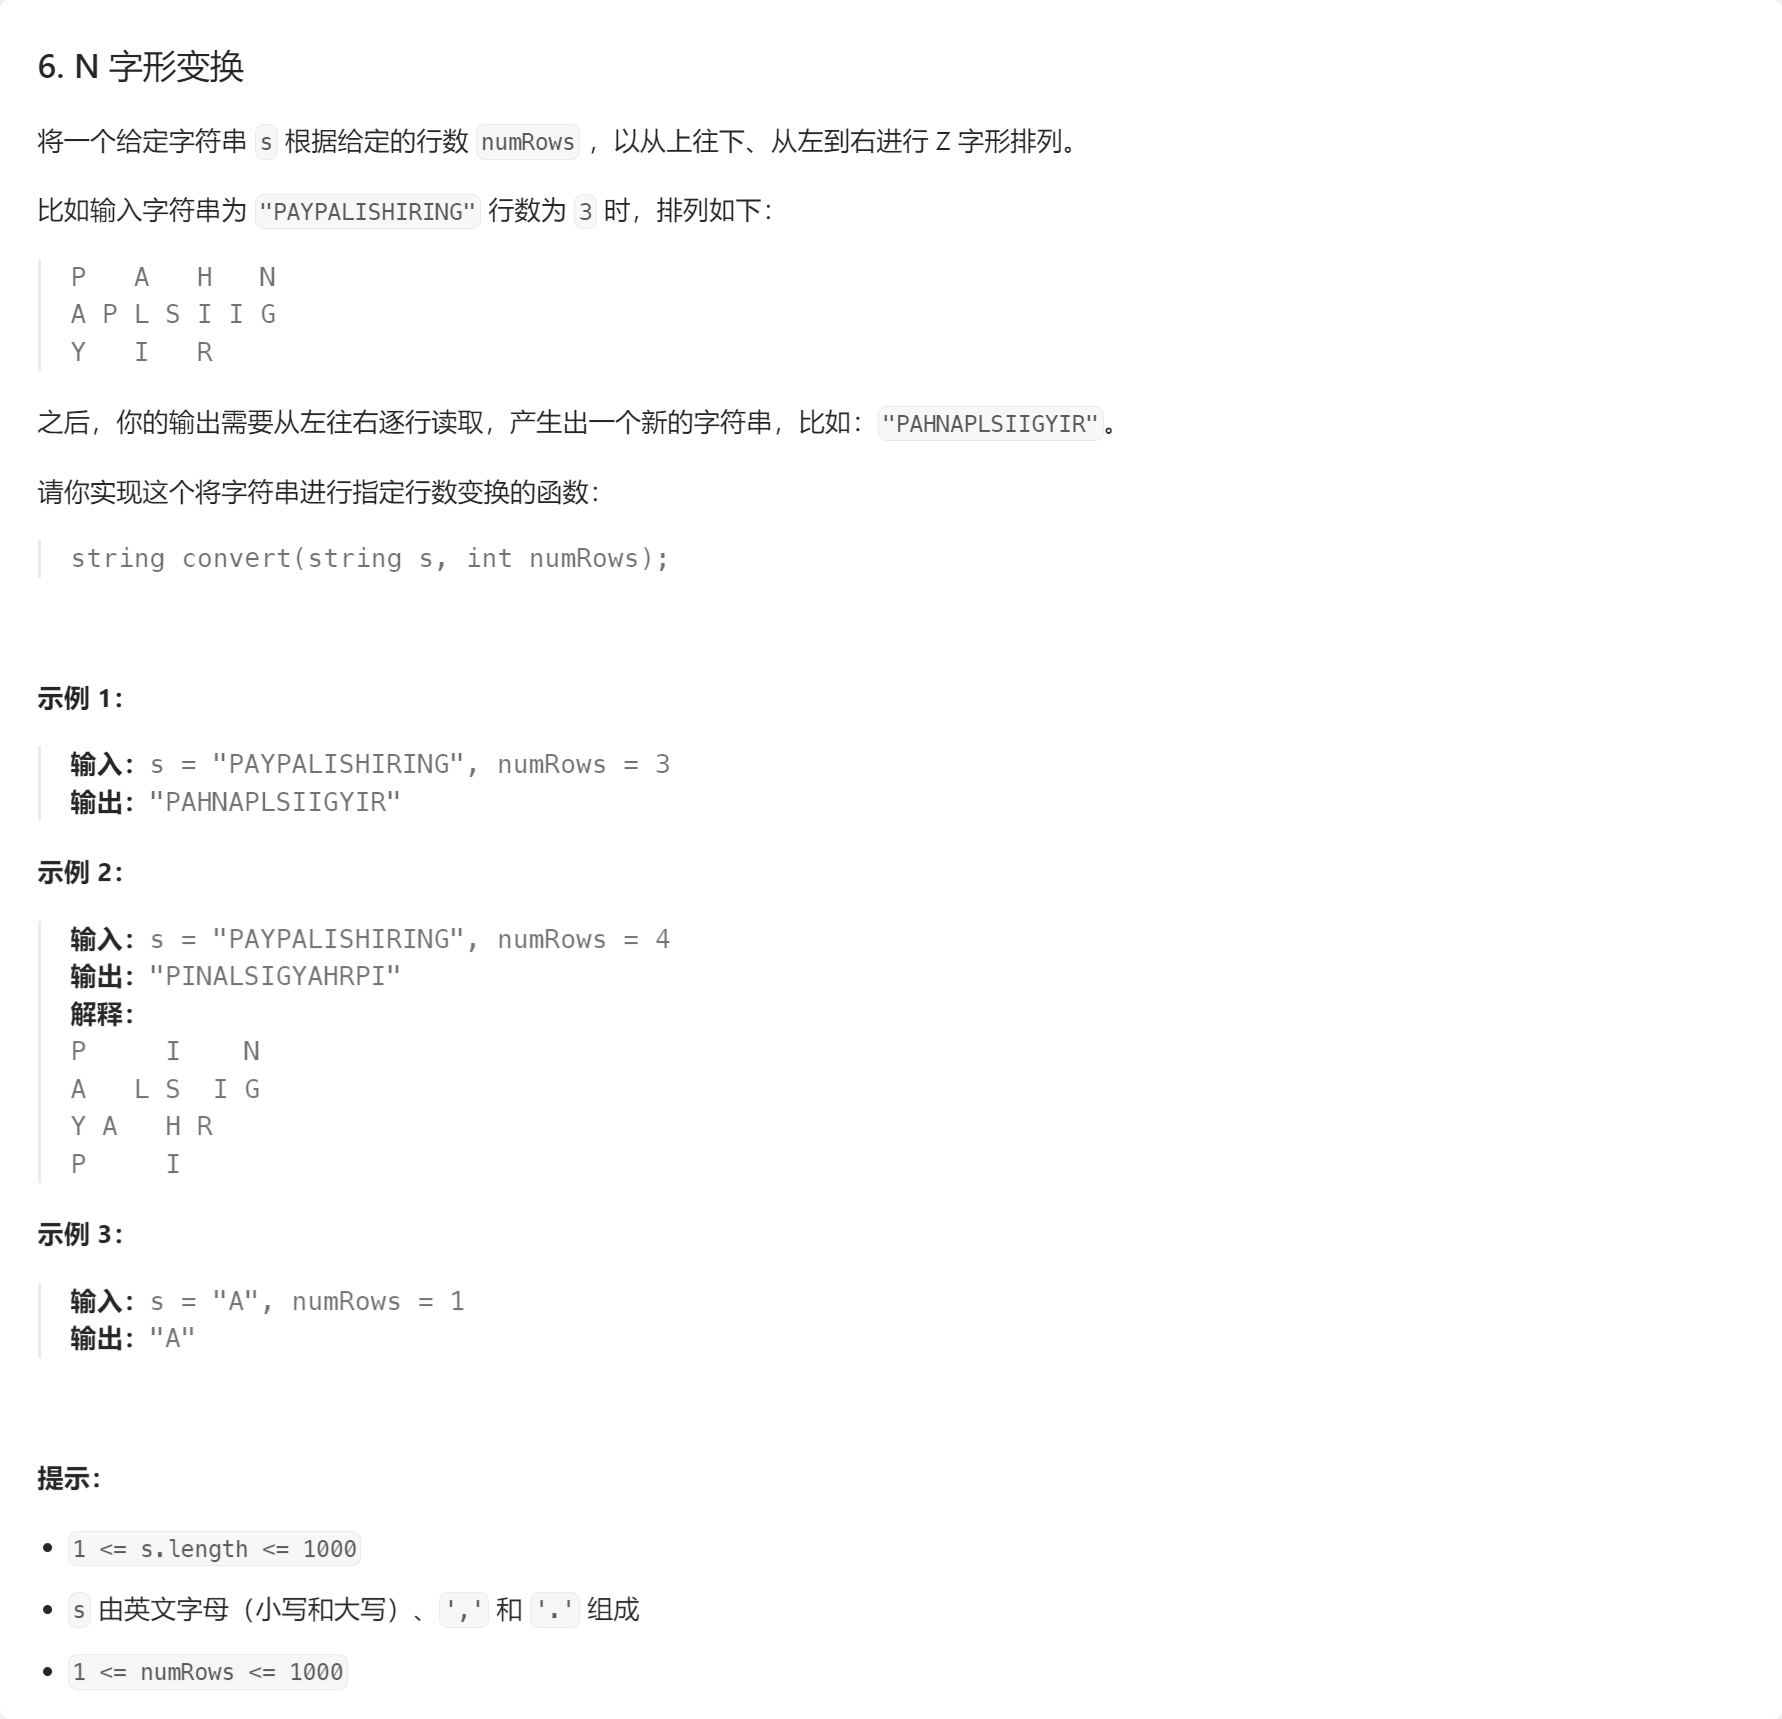 6. N 字形变换
将一个给定字符串 s 根据给定的行数 numRows ，以从上往下、从左到右进行 Z 字形排列。
比如输入字符串为 "PAYPALISHIRING" 行数为 3 时，排列如下：
P   A   H   N
A P L S I I G
Y   I   R
之后，你的输出需要从左往右逐行读取，产生出一个新的字符串，比如："PAHNAPLSIIGYIR"。
请你实现这个将字符串进行指定行数变换的函数：
string convert(string s, int numRows);
示例 1：
输入：s = "PAYPALISHIRING", numRows = 3
输出："PAHNAPLSIIGYIR"
示例 2：
输入：s = "PAYPALISHIRING", numRows = 4
输出："PINALSIGYAHRPI"
解释：
P     I    N
A   L S  I G
Y A   H R
P     I
示例 3：
输入：s = "A", numRows = 1
输出："A"
提示：
• 1 <= s.length <= 1000
• s 由英文字母（小写和大写）、',' 和 '.' 组成
• 1 <= numRows <= 1000